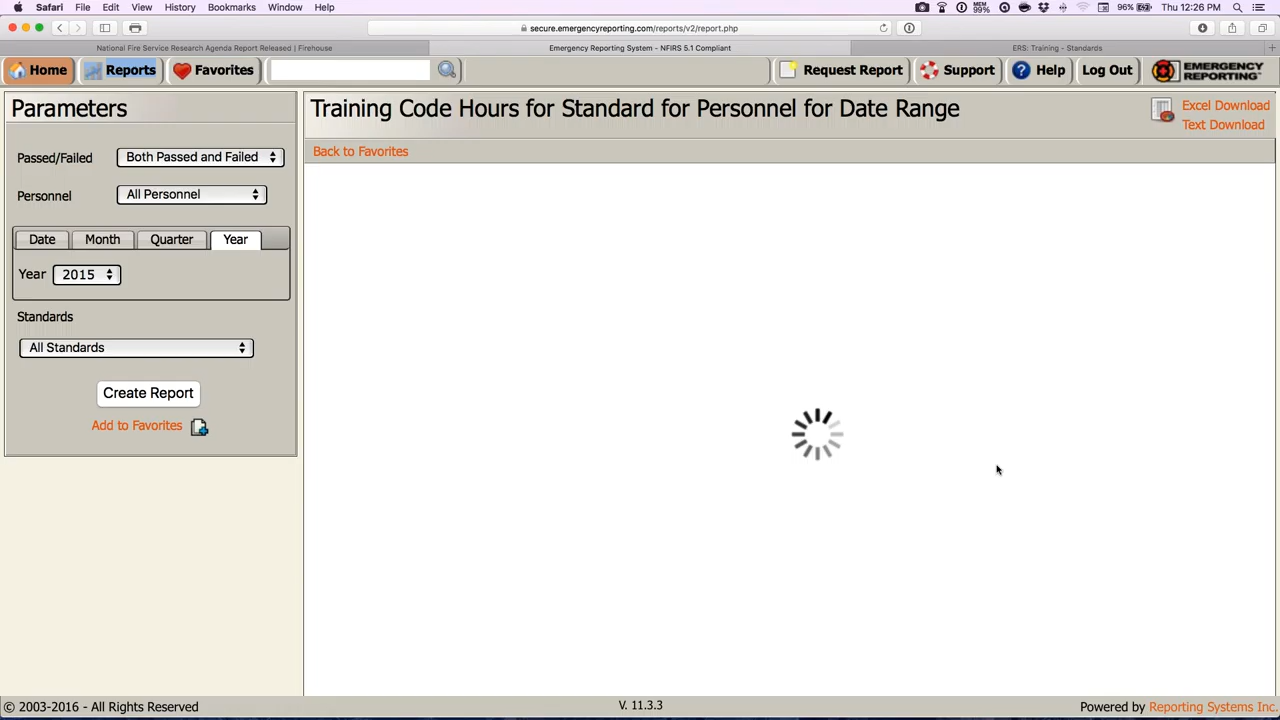 Safari File Edit View History Bookmarks Window Help
MEM 99% 96% Thu 12:26 PM
secure.emergencyreporting.com/reports/v2/report.php
National Fire Service Research Agenda Report Released | Firehouse
Emergency Reporting System - NFIRS 5.1 Compliant
ERS: Training - Standards
Home Reports Favorites Request Report Support Help Log Out EMERGENCY REPORTING
Parameters
Training Code Hours for Standard for Personnel for Date Range
Excel Download
Text Download
Back to Favorites
Passed/Failed Both Passed and Failed
Personnel All Personnel
Date Month Quarter Year
Year 2015
Standards
All Standards
Create Report
Add to Favorites
© 2003-2016 - All Rights Reserved
V. 11.3.3
Powered by Reporting Systems Inc.